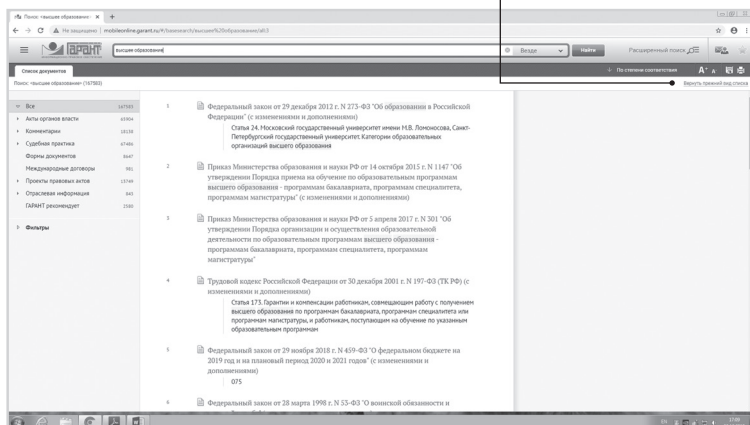 Поиск: «высшее образование»
Не защищено | mobileonline.garant.ru/#/basesearch/высшее%20образование/all:3
ГАРАНТ
высшее образование
Везде
Найти
Расширенный поиск
Список документов
+ По степени соответствия
Поиск: «высшее образование» (167583)
Вернуть прежний вид списка
Все 167583
Акты органов власти
Комментарии
Судебная практика 67486
Формы документов
Международные договоры 981
Проекты правовых актов 13749
Отраслевая информация
ГАРАНТ рекомендует
Фильтры
1 Федеральный закон от 29 декабря 2012 г. N 273-ФЗ "Об образовании в Российской
Федерации" (с изменениями и дополнениями)
Статья 24. Московский государственный университет имени М.В. Ломоносова, Санкт-
Петербургский государственный университет. Категории образовательных
организаций высшего образования
2 Приказ Министерства образования и науки РФ от 14 октября 2015 г. N 1147 "Об
утверждении Порядка приема на обучение по образовательным программам
высшего образования - программам бакалавриата, программам специалитета,
программам магистратуры" (с изменениями и дополнениями)
3 Приказ Министерства образования и науки РФ от 5 апреля 2017 г. N 301 "Об
утверждении Порядка организации и осуществления образовательной
деятельности по образовательным программам высшего образования -
программам бакалавриата, программам специалитета, программам
магистратуры"
4 Трудовой кодекс Российской Федерации от 30 декабря 2001 г. N 197-ФЗ (ТК РФ) (с
изменениями и дополнениями)
Статья 173. Гарантии и компенсации работникам, совмещающим работу с получением
высшего образования по программам бакалавриата, программам специалитета или
программам магистратуры, и работникам, поступающим на обучение по указанным
образовательным программам
5 Федеральный закон от 29 ноября 2018 г. N 459-ФЗ "О федеральном бюджете на
2019 год и на плановый период 2020 и 2021 годов" (с изменениями и
дополнениями)
075
6 Федеральный закон от 28 марта 1998 г. N 53-ФЗ "О воинской обязанности и